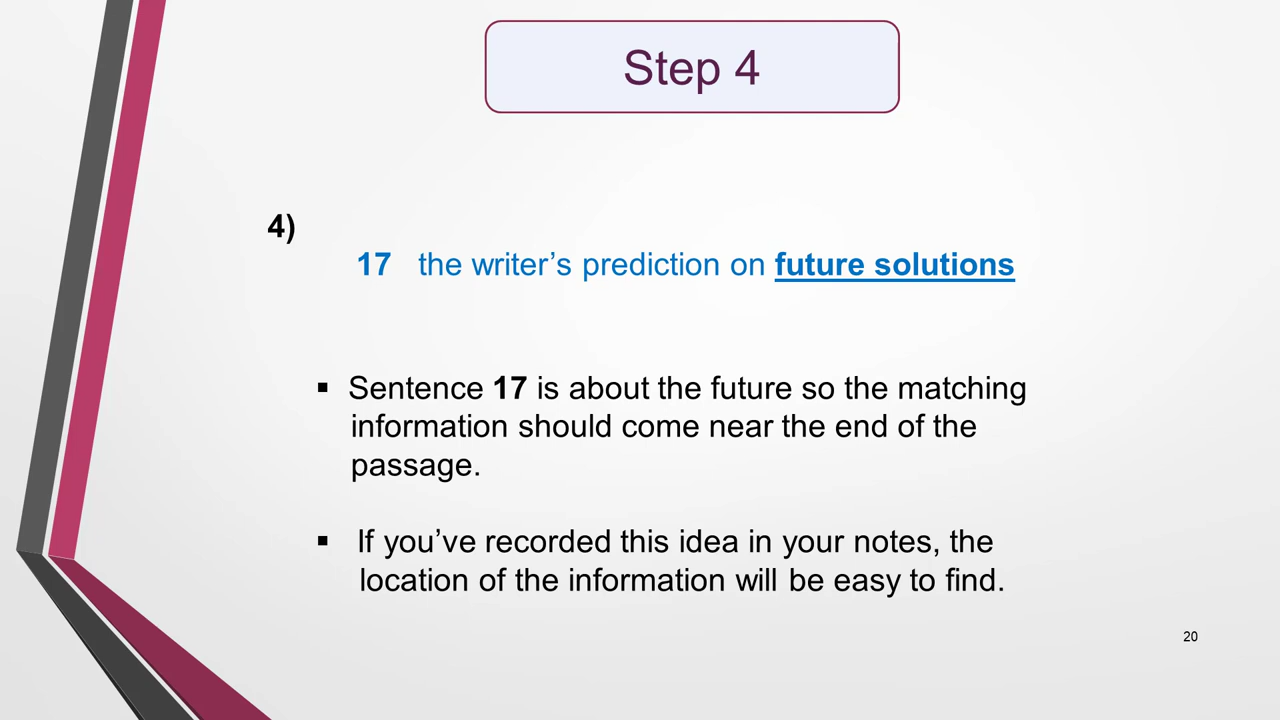 Step 4
4)
17 the writer’s prediction on future solutions
▪ Sentence 17 is about the future so the matching
information should come near the end of the
passage.
▪ If you’ve recorded this idea in your notes, the
location of the information will be easy to find.
20